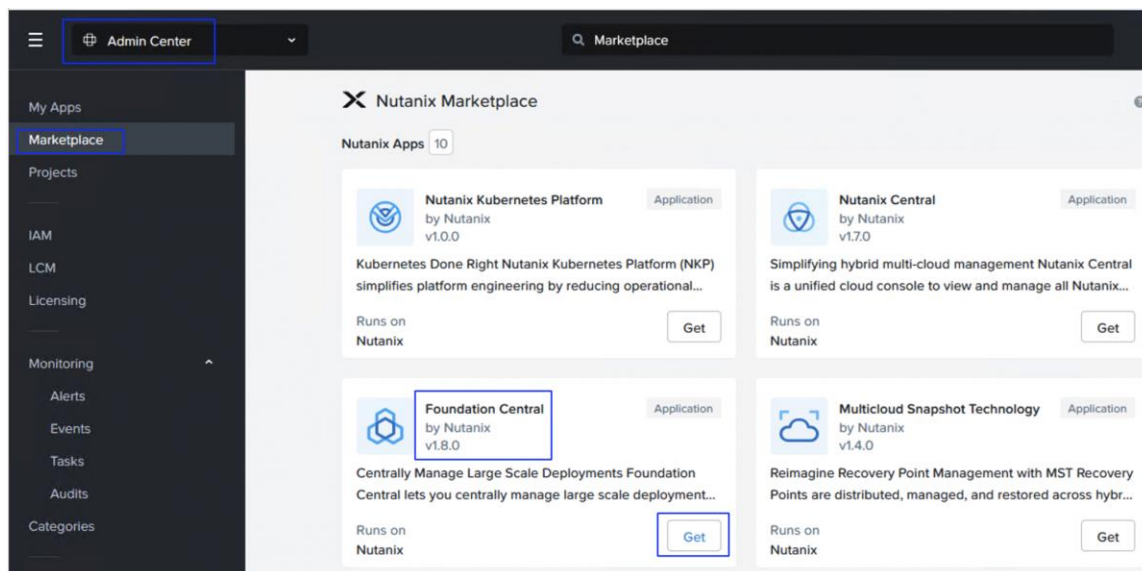 Admin Center
Marketplace
My Apps
Marketplace
Projects
IAM
LCM
Licensing
Monitoring
Alerts
Events
Tasks
Audits
Categories
Nutanix Marketplace
Nutanix Apps 10
Nutanix Kubernetes Platform
Application
by Nutanix
v1.0.0
Kubernetes Done Right Nutanix Kubernetes Platform (NKP)
simplifies platform engineering by reducing operational...
Runs on
Nutanix
Get
Nutanix Central
Application
by Nutanix
v1.7.0
Simplifying hybrid multi-cloud management Nutanix Central
is a unified cloud console to view and manage all Nutanix...
Runs on
Nutanix
Get
Foundation Central
Application
by Nutanix
v1.8.0
Centrally Manage Large Scale Deployments Foundation
Central lets you centrally manage large scale deployment...
Runs on
Nutanix
Get
Multicloud Snapshot Technology
Application
by Nutanix
v1.4.0
Reimagine Recovery Point Management with MST Recovery
Points are distributed, managed, and restored across hybr...
Runs on
Nutanix
Get